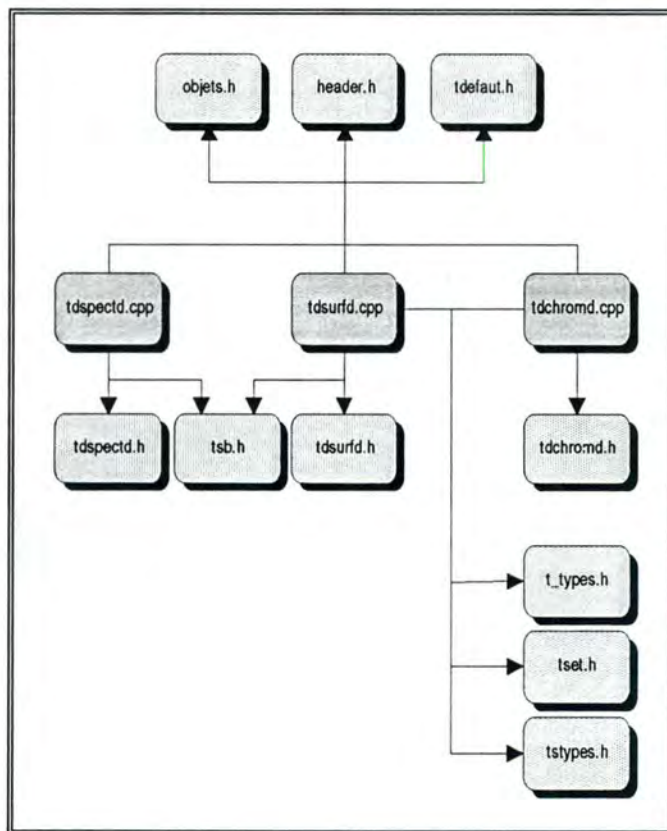 objets.h
header.h
tdefaut.h
tdspectd.cpp
tdsurfd.cpp
tdchromd.cpp
tdspectd.h
tsb.h
tdsurfd.h
tdchromd.h
t_types.h
tset.h
tstypes.h